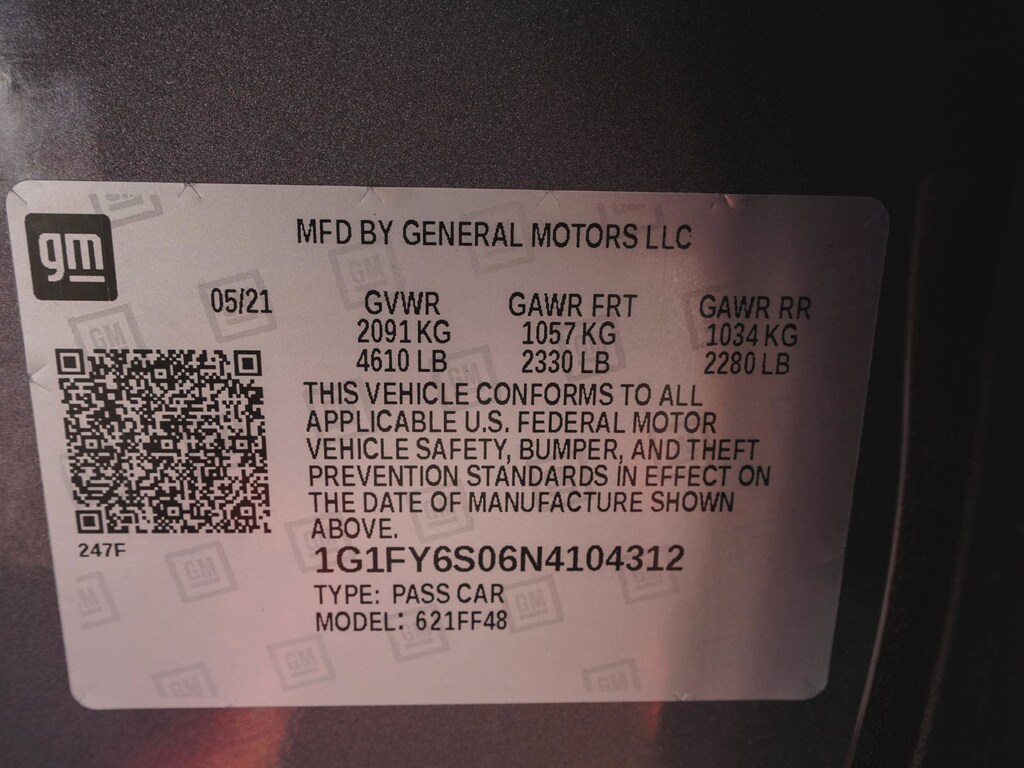 gm
MFD BY GENERAL MOTORS LLC
05/21 GVWR GAWR FRT GAWR RR
2091 KG 1057 KG 1034 KG
4610 LB 2330 LB 2280 LB
THIS VEHICLE CONFORMS TO ALL
APPLICABLE U.S. FEDERAL MOTOR
VEHICLE SAFETY, BUMPER, AND THEFT
PREVENTION STANDARDS IN EFFECT ON
THE DATE OF MANUFACTURE SHOWN
ABOVE.
247F
1G1FY6S06N4104312
TYPE: PASS CAR
MODEL: 621FF48